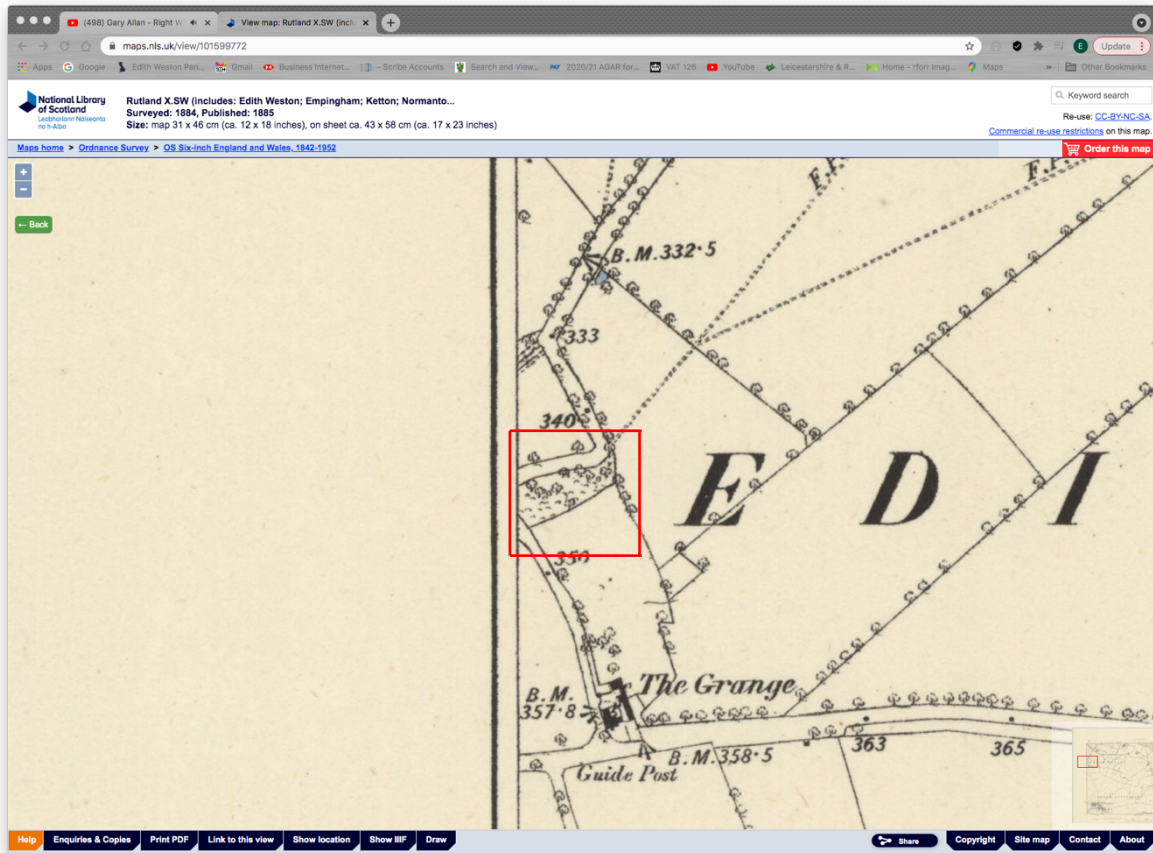 (498) Gary Allan - Right W
View map: Rutland X.SW (inclu
maps.nls.uk/view/101599772
E
Update
Apps
Google
Edith Weston Pari...
Gmail
Business Internet...
- Scribe Accounts
Search and View...
2020/21 AGAR for...
VAT 126
YouTube
Leicestershire & R...
Home - rforr Imag...
Maps
Other Bookmarks
National Library
of Scotland
Leabharlann Nàiseanta
na h-Alba
Rutland X.SW (includes: Edith Weston; Empingham; Ketton; Normanto...
Surveyed: 1884, Published: 1885
Size: map 31 x 46 cm (ca. 12 x 18 inches), on sheet ca. 43 x 58 cm (ca. 17 x 23 inches)
Keyword search
Re-use: CC-BY-NC-SA.
Commercial re-use restrictions on this map.
Maps home > Ordnance Survey > OS Six-inch England and Wales, 1842-1952
Order this map
+
−
← Back
F.P.
F.P.
B.M.332·5
333
340
E D I
350
The Grange
B.M.
357·8
363
365
B.M.358·5
Guide Post
Help
Enquiries & Copies
Print PDF
Link to this view
Show location
Show IIIF
Draw
Share
Copyright
Site map
Contact
About